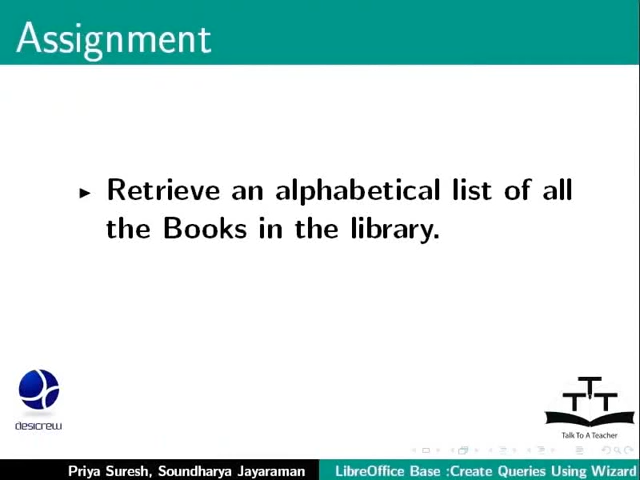 Assignment
Retrieve an alphabetical list of all
the Books in the library.
desicrew
T T T
Talk To A Teacher
Priya Suresh, Soundharya Jayaraman
LibreOffice Base :Create Queries Using Wizard